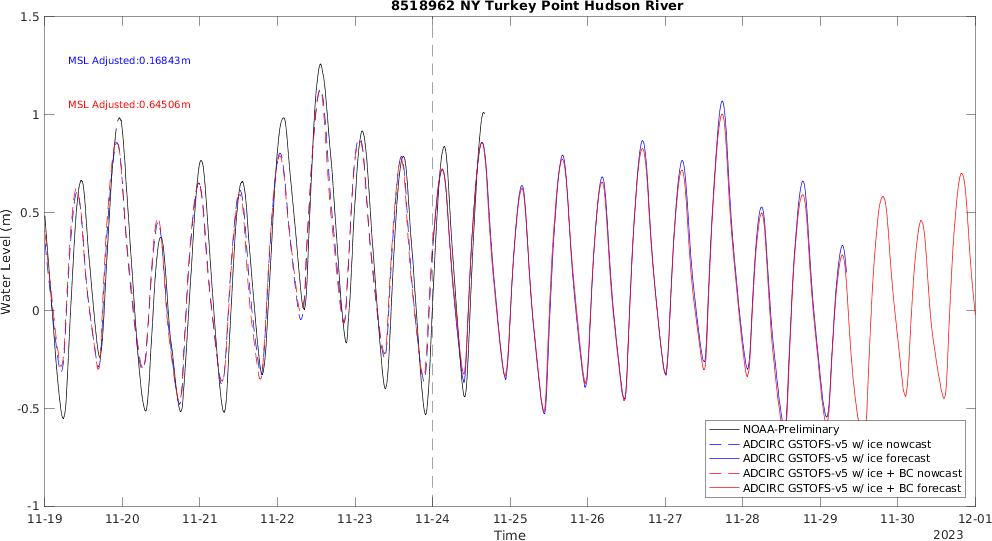 8518962 NY Turkey Point Hudson River
1.5
MSL Adjusted:0.16843m
1
MSL Adjusted:0.64506m
0.5
Water Level (m)
0
-0.5
NOAA-Preliminary
ADCIRC GSTOFS-v5 w/ ice nowcast
ADCIRC GSTOFS-v5 w/ ice forecast
ADCIRC GSTOFS-v5 w/ ice + BC nowcast
ADCIRC GSTOFS-v5 w/ ice + BC forecast
-1
11-19 11-20 11-21 11-22 11-23 11-24 11-25 11-26 11-27 11-28 11-29 11-30 12-01
Time
2023